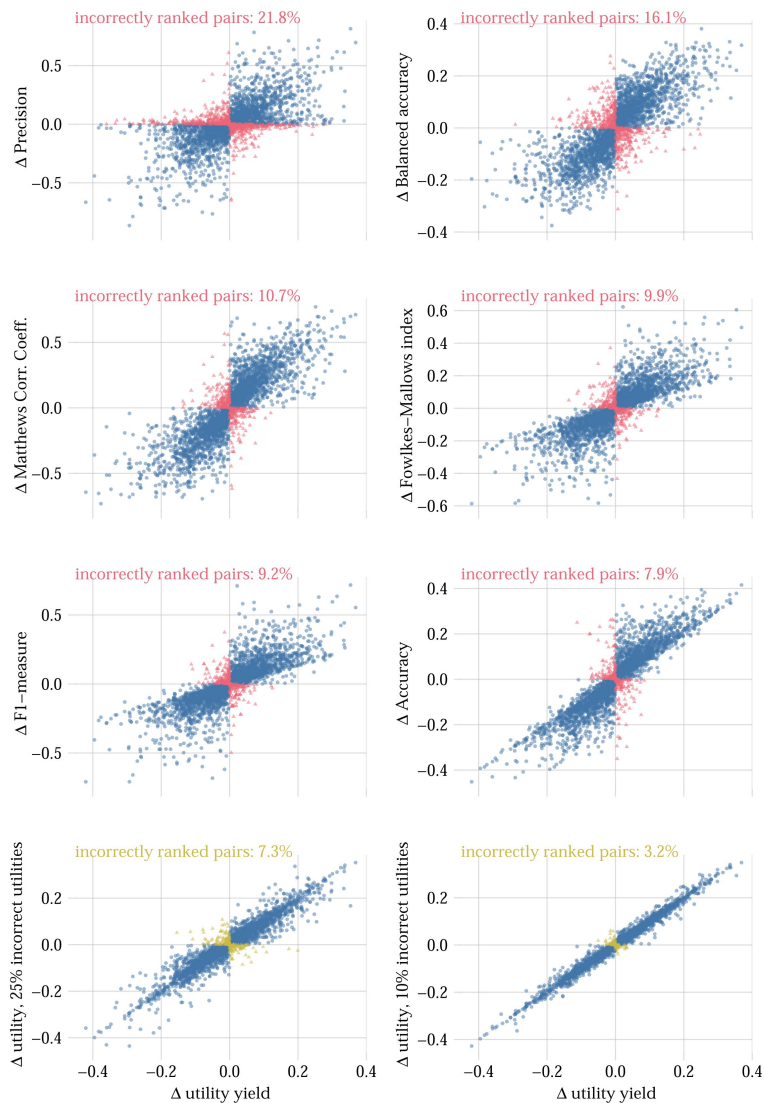 incorrectly ranked pairs: 21.8%
Δ Precision
0.5
0.0
−0.5
incorrectly ranked pairs: 16.1%
Δ Balanced accuracy
0.4
0.2
0.0
−0.2
−0.4
incorrectly ranked pairs: 10.7%
Δ Matthews Corr. Coeff.
0.5
0.0
−0.5
incorrectly ranked pairs: 9.9%
Δ Fowlkes−Mallows index
0.6
0.4
0.2
0.0
−0.2
−0.4
−0.6
incorrectly ranked pairs: 9.2%
Δ F1−measure
0.5
0.0
−0.5
incorrectly ranked pairs: 7.9%
Δ Accuracy
0.4
0.2
0.0
−0.2
−0.4
incorrectly ranked pairs: 7.3%
Δ utility, 25% incorrect utilities
0.2
0.0
−0.2
−0.4
−0.4 −0.2 0.0 0.2 0.4
Δ utility yield
incorrectly ranked pairs: 3.2%
Δ utility, 10% incorrect utilities
0.2
0.0
−0.2
−0.4
−0.4 −0.2 0.0 0.2 0.4
Δ utility yield